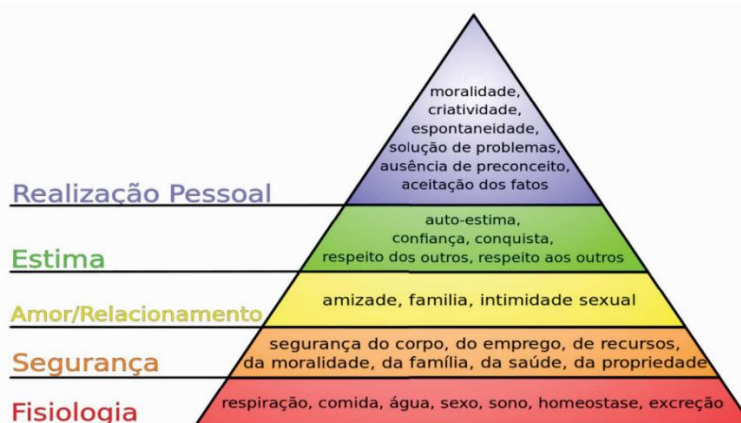 moralidade,
criatividade,
espontaneidade,
solução de problemas,
ausência de preconceito,
aceitação dos fatos
Realização Pessoal
auto-estima,
confiança, conquista,
respeito dos outros, respeito aos outros
Estima
amizade, familia, intimidade sexual
Amor/Relacionamento
segurança do corpo, do emprego, de recursos,
da moralidade, da família, da saúde, da propriedade
Segurança
respiração, comida, água, sexo, sono, homeostase, excreção
Fisiologia